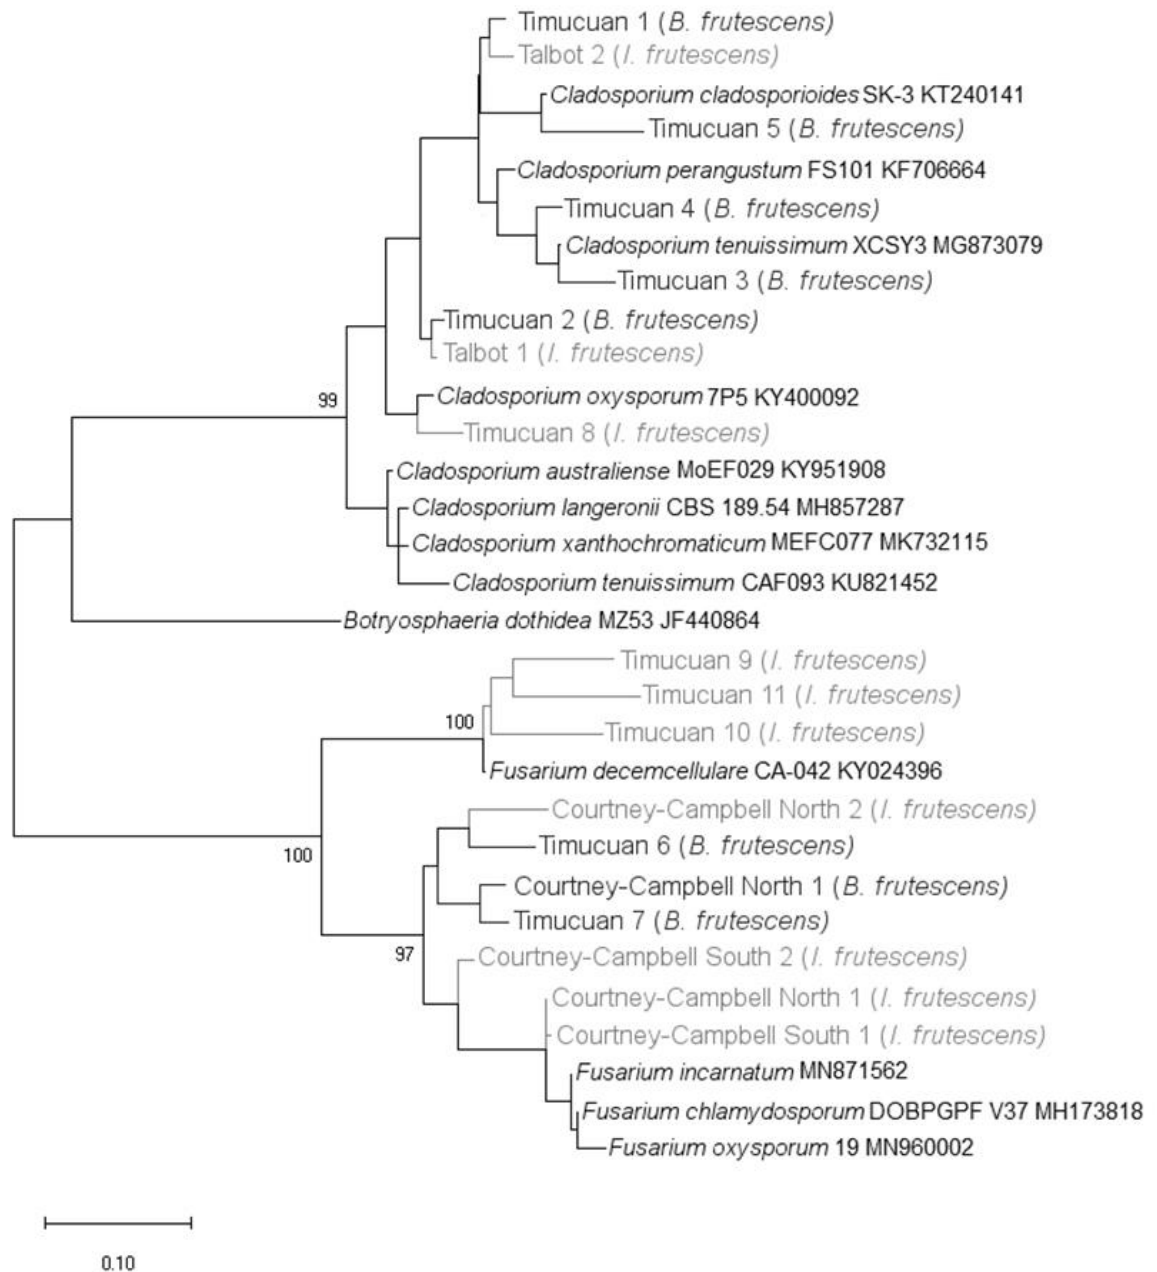 Timucuan 1 (B. frutescens)
Talbot 2 (I. frutescens)
Cladosporium cladosporioides SK-3 KT240141
Timucuan 5 (B. frutescens)
Cladosporium perangustum FS101 KF706664
Timucuan 4 (B. frutescens)
Cladosporium tenuissimum XCSY3 MG873079
Timucuan 3 (B. frutescens)
Timucuan 2 (B. frutescens)
Talbot 1 (I. frutescens)
99
Cladosporium oxysporum 7P5 KY400092
Timucuan 8 (I. frutescens)
Cladosporium australiense MoEF029 KY951908
Cladosporium langeronii CBS 189.54 MH857287
Cladosporium xanthochromaticum MEFC077 MK732115
Cladosporium tenuissimum CAF093 KU821452
Botryosphaeria dothidea MZ53 JF440864
Timucuan 9 (I. frutescens)
Timucuan 11 (I. frutescens)
100
Timucuan 10 (I. frutescens)
Fusarium decemcellulare CA-042 KY024396
Courtney-Campbell North 2 (I. frutescens)
Timucuan 6 (B. frutescens)
100
Courtney-Campbell North 1 (B. frutescens)
Timucuan 7 (B. frutescens)
97
Courtney-Campbell South 2 (I. frutescens)
Courtney-Campbell North 1 (I. frutescens)
Courtney-Campbell South 1 (I. frutescens)
Fusarium incarnatum MN871562
Fusarium chlamydosporum DOBPGPF V37 MH173818
Fusarium oxysporum 19 MN960002
0.10